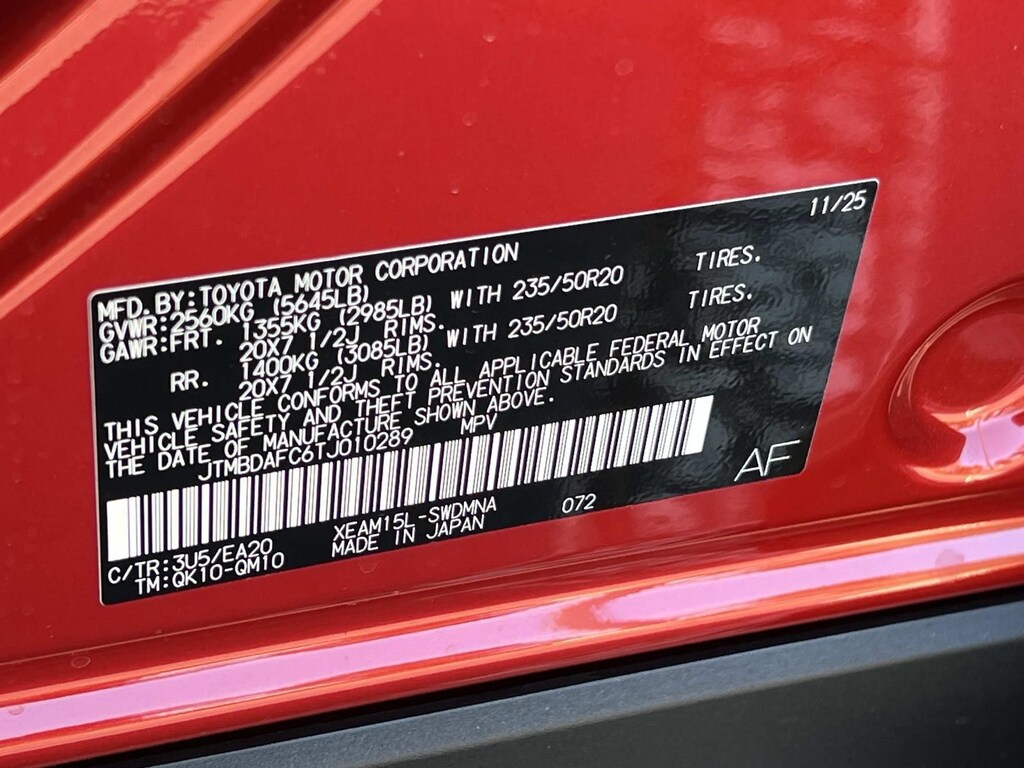 11/25
MFD. BY: TOYOTA MOTOR CORPORATION
GVWR: 2560KG (5645LB)
GAWR: FRT. 1355KG (2985LB) WITH 235/50R20 TIRES.
20X7 1/2J RIMS.
RR. 1400KG (3085LB) WITH 235/50R20 TIRES.
20X7 1/2J RIMS.
THIS VEHICLE CONFORMS TO ALL APPLICABLE FEDERAL MOTOR
VEHICLE SAFETY AND THEFT PREVENTION STANDARDS IN EFFECT ON
THE DATE OF MANUFACTURE SHOWN ABOVE.
JTMBDAFC6TJ010289 MPV
AF
XEAM15L-SWDMNA 072
C/TR: 3U5/EA20 MADE IN JAPAN
TM: QK10-QM10